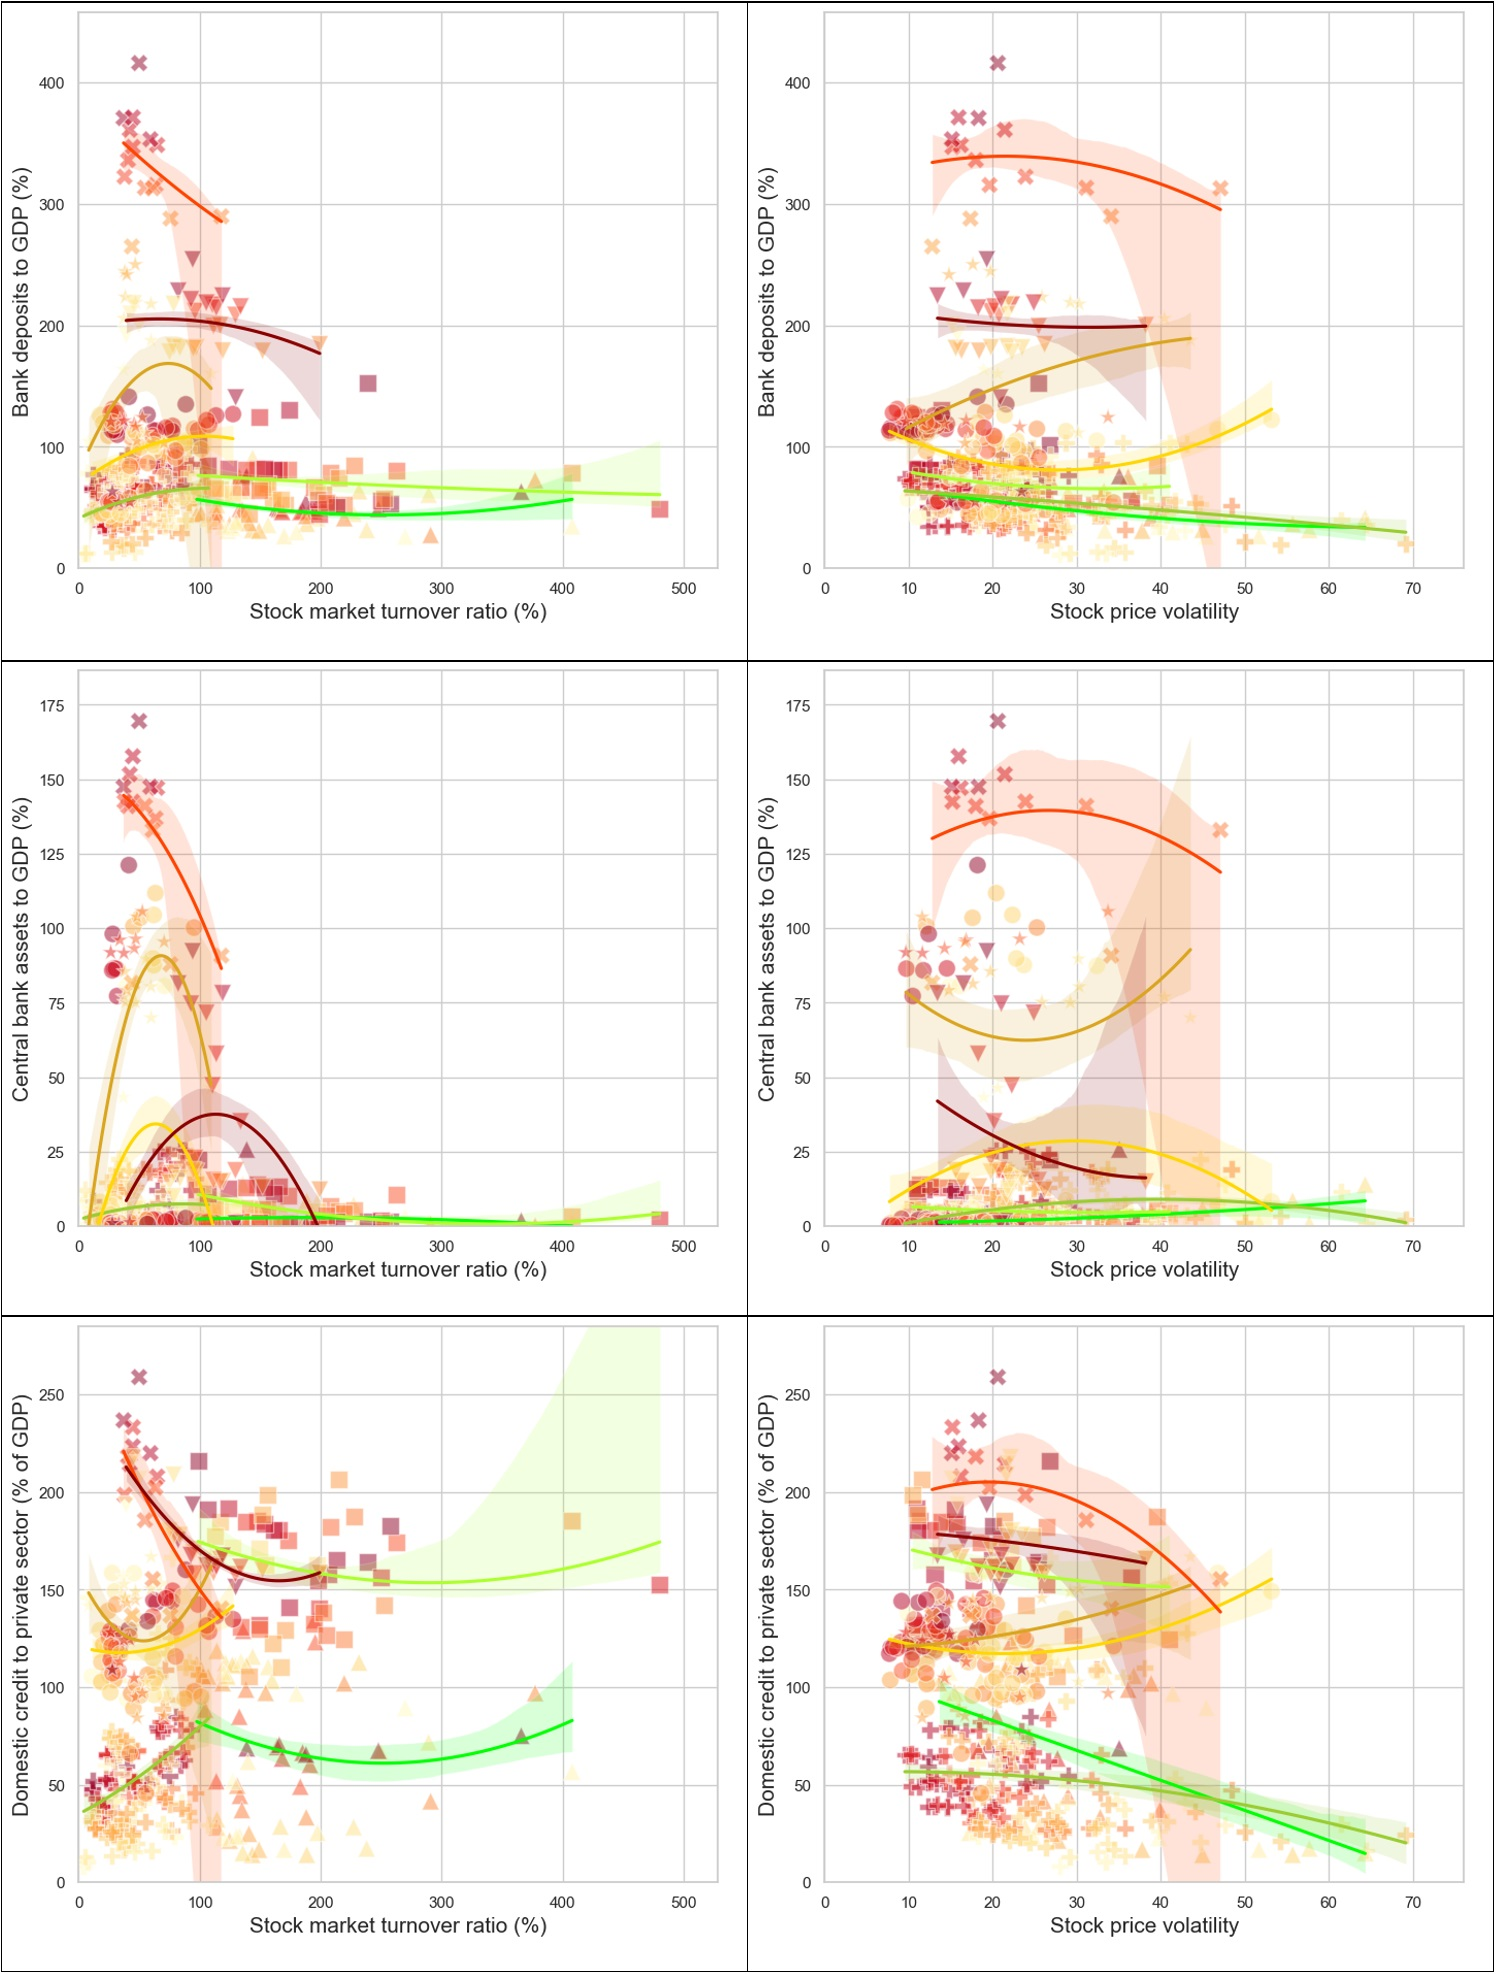 400
300
200
100
0
Bank deposits to GDP (%)
0 100 200 300 400 500
Stock market turnover ratio (%)
400
300
200
100
0
Bank deposits to GDP (%)
0 10 20 30 40 50 60 70
Stock price volatility
175
150
125
100
75
50
25
0
Central bank assets to GDP (%)
0 100 200 300 400 500
Stock market turnover ratio (%)
175
150
125
100
75
50
25
0
Central bank assets to GDP (%)
0 10 20 30 40 50 60 70
Stock price volatility
250
200
150
100
50
0
Domestic credit to private sector (% of GDP)
0 100 200 300 400 500
Stock market turnover ratio (%)
250
200
150
100
50
0
Domestic credit to private sector (% of GDP)
0 10 20 30 40 50 60 70
Stock price volatility